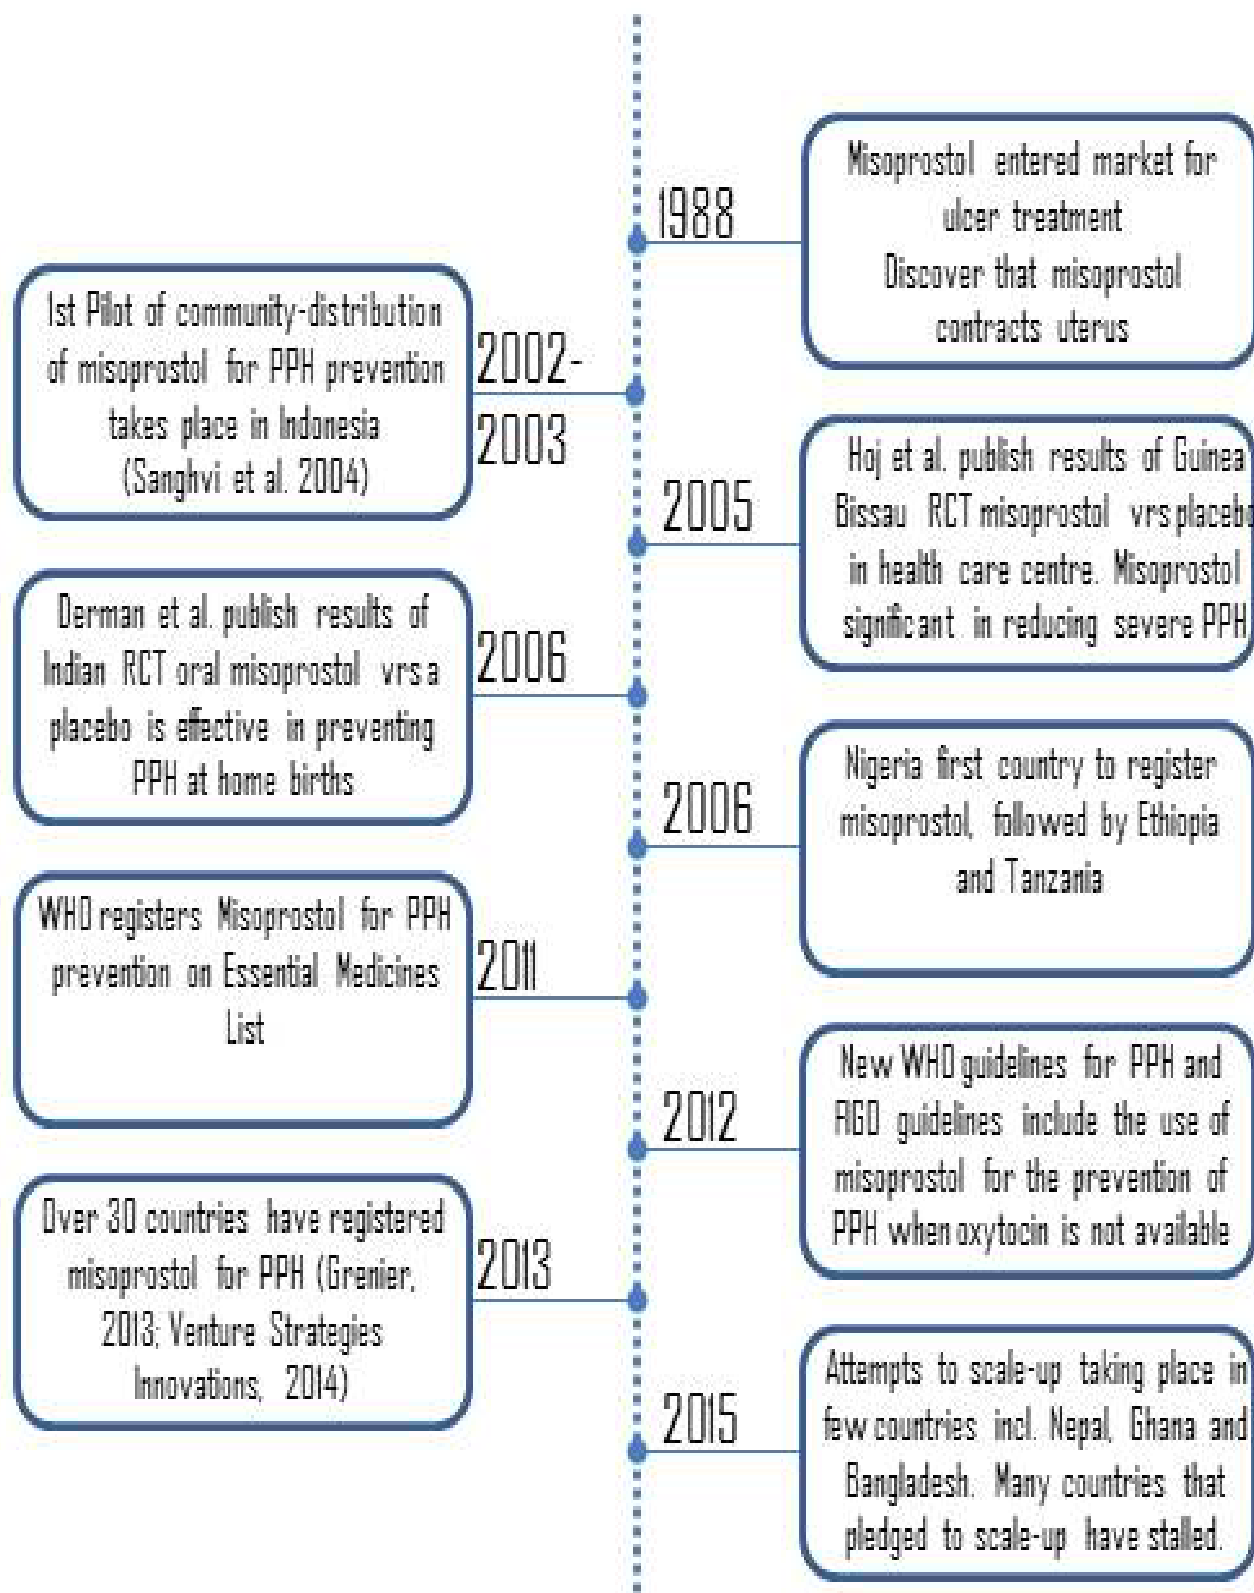 1988
Misoprostol entered market for
ulcer treatment
Discover that misoprostol
contracts uterus
2002-
2003
1st Pilot of community-distribution
of misoprostol for PPH prevention
takes place in Indonesia
(Sanghvi et al. 2004)
2005
Hoj et al. publish results of Guinea
Bissau RCT misoprostol vrs placebo
in health care centre. Misoprostol
significant in reducing severe PPH
2006
Derman et al. publish results of
Indian RCT oral misoprostol vrs a
placebo is effective in preventing
PPH at home births
2006
Nigeria first country to register
misoprostol, followed by Ethiopia
and Tanzania
2011
WHO registers Misoprostol for PPH
prevention on Essential Medicines
List
2012
New WHO guidelines for PPH and
guidelines include the use of
misoprostol for the prevention of
PPH when oxytocin is not available
2013
Over 30 countries have registered
misoprostol for PPH (Grenier,
2013; Venture Strategies
Innovations, 2014)
2015
Attempts to scale-up taking place in
few countries incl. Nepal, Ghana and
Bangladesh. Many countries that
pledged to scale-up have stalled.